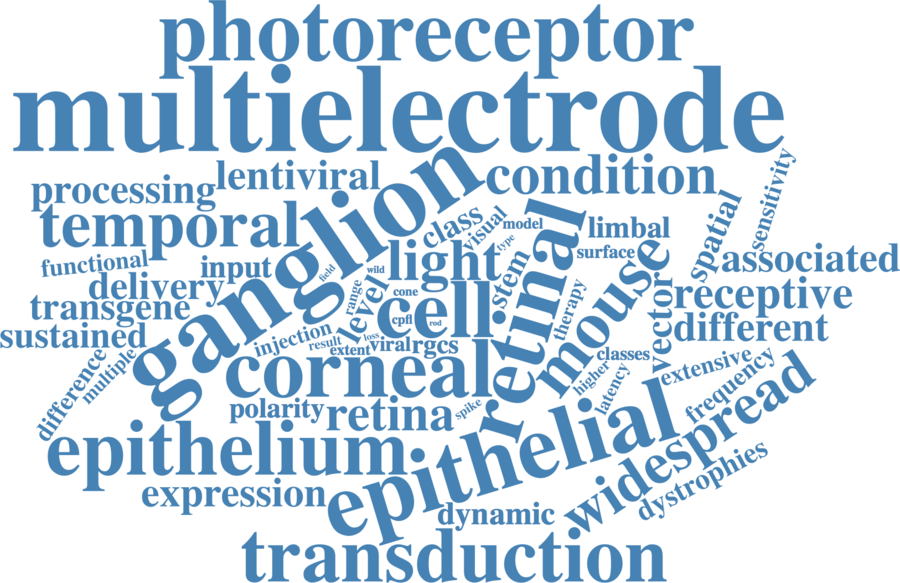 photoreceptor
multielectrode
lentiviral
condition
processing
ganglion
temporal
class
visual
model
type
limbal
spatial
sensitivity
functional
input
field
wild
light
stem
retinal
surface
mouse
associated
delivery
transgene
range
level
cone
cell
therapy
vector
receptive
sustained
injection
result
cpfl
rod
loss
extent
viral
rgcs
different
difference
multiple
corneal
classes
higher
latency
extensive
frequency
polarity
retina
spike
epithelium
epithelial
widespread
dystrophies
expression
dynamic
transduction